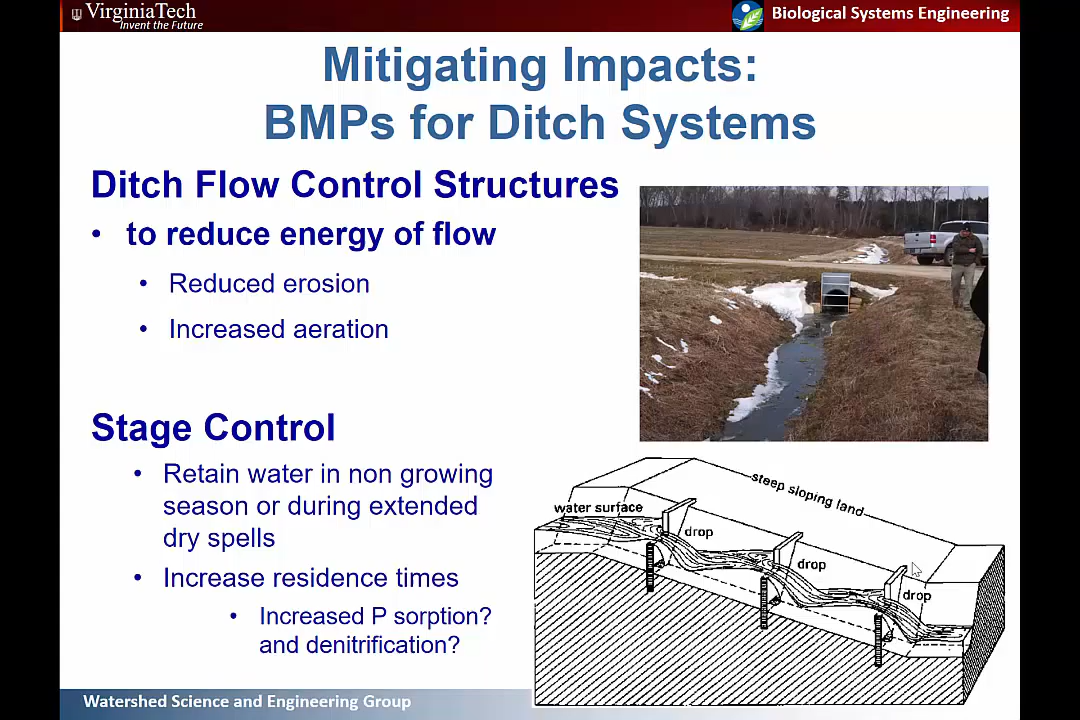 VirginiaTech
Invent the Future
Biological Systems Engineering
Mitigating Impacts:
BMPs for Ditch Systems
Ditch Flow Control Structures
• to reduce energy of flow
• Reduced erosion
• Increased aeration
Stage Control
• Retain water in non growing
season or during extended
dry spells
• Increase residence times
• Increased P sorption?
and denitrification?
steep sloping land
water surface
drop
drop
drop
Watershed Science and Engineering Group